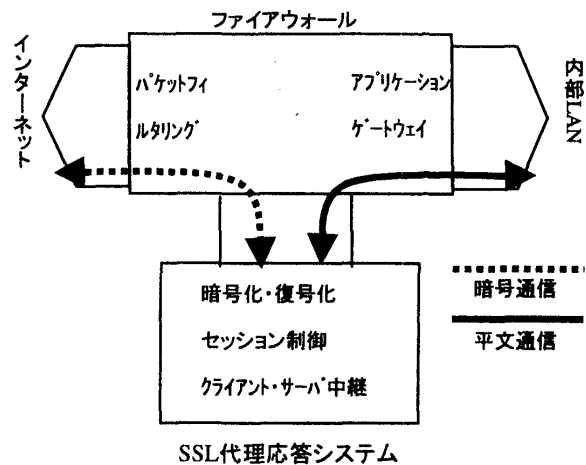 ファイアウォール
インターネット
パケットフィ
ルタリング
アプリケーション
ゲートウェイ
内部LAN
暗号化・復号化
セッション制御
クライアント・サーバ中継
暗号通信
平文通信
SSL代理応答システム